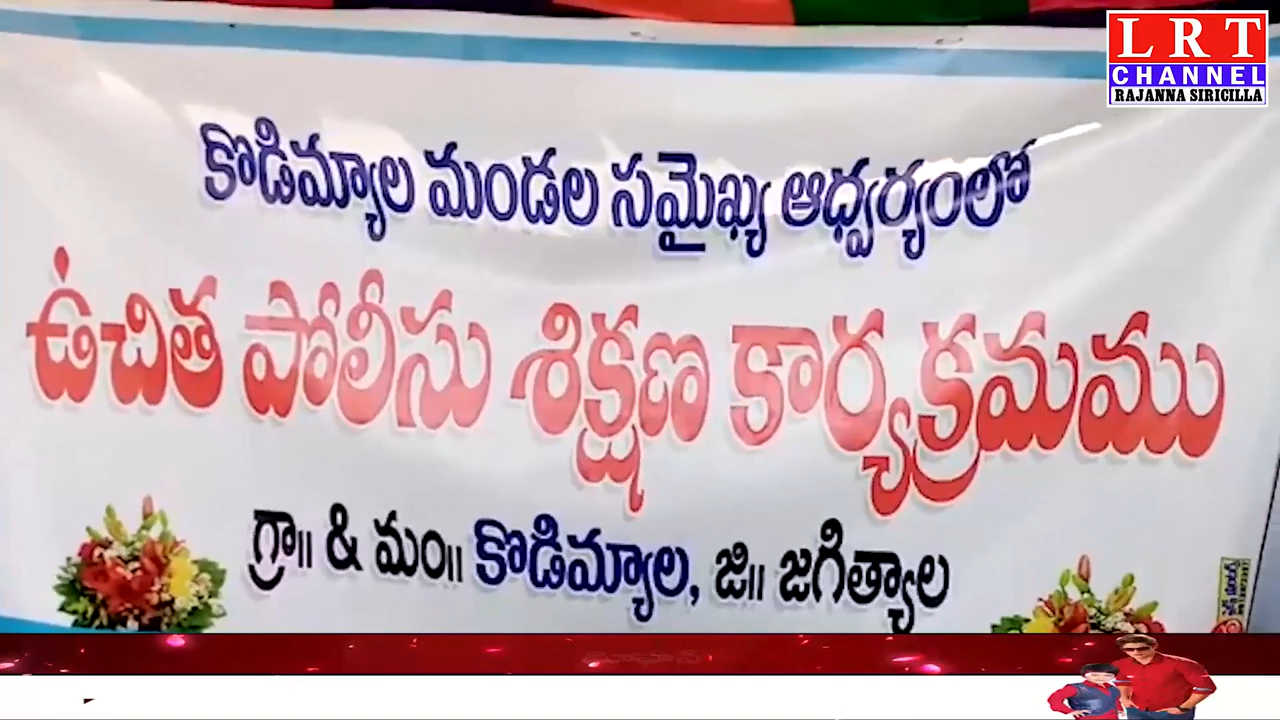 LRT
CHANNEL
RAJANNA SIRICILLA
కొడిమ్యాల మండల సమైఖ్య ఆధ్వర్యంలో
ఉచిత పోలీసు శిక్షణ కార్యక్రమము
గ్రా॥ & మం॥ కొడిమ్యాల, జి॥ జగిత్యాల